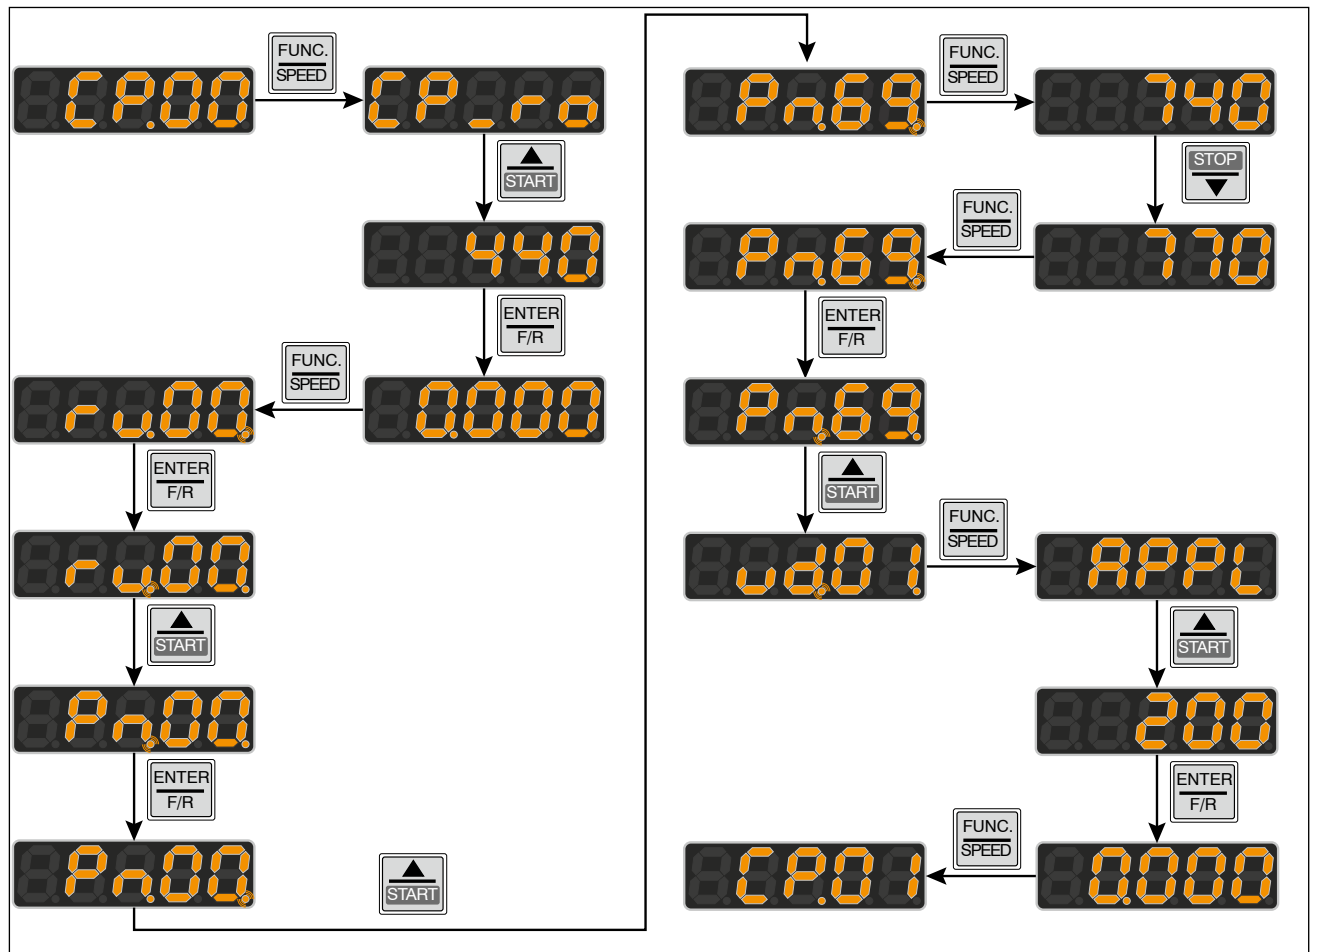 CP.00
FUNC.
SPEED
CP_ro
START
440
ENTER
F/R
0.000
FUNC.
SPEED
ru.00.
ENTER
F/R
ru.00.
START
Pn.00.
ENTER
F/R
Pn.00.
START
Pn.69.
FUNC.
SPEED
740
STOP
770
FUNC.
SPEED
Pn.69.
ENTER
F/R
Pn.69.
START
ud.01.
FUNC.
SPEED
APPL
START
200
ENTER
F/R
0.000
FUNC.
SPEED
CP.01